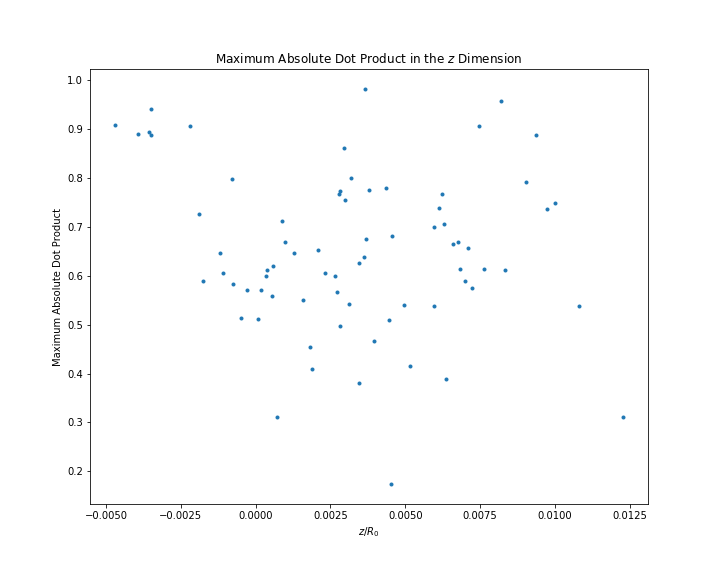 Maximum Absolute Dot Product in the z Dimension
Maximum Absolute Dot Product
1.0
0.9
0.8
0.7
0.6
0.5
0.4
0.3
0.2
−0.0050 −0.0025 0.0000 0.0025 0.0050 0.0075 0.0100 0.0125
z/R₀